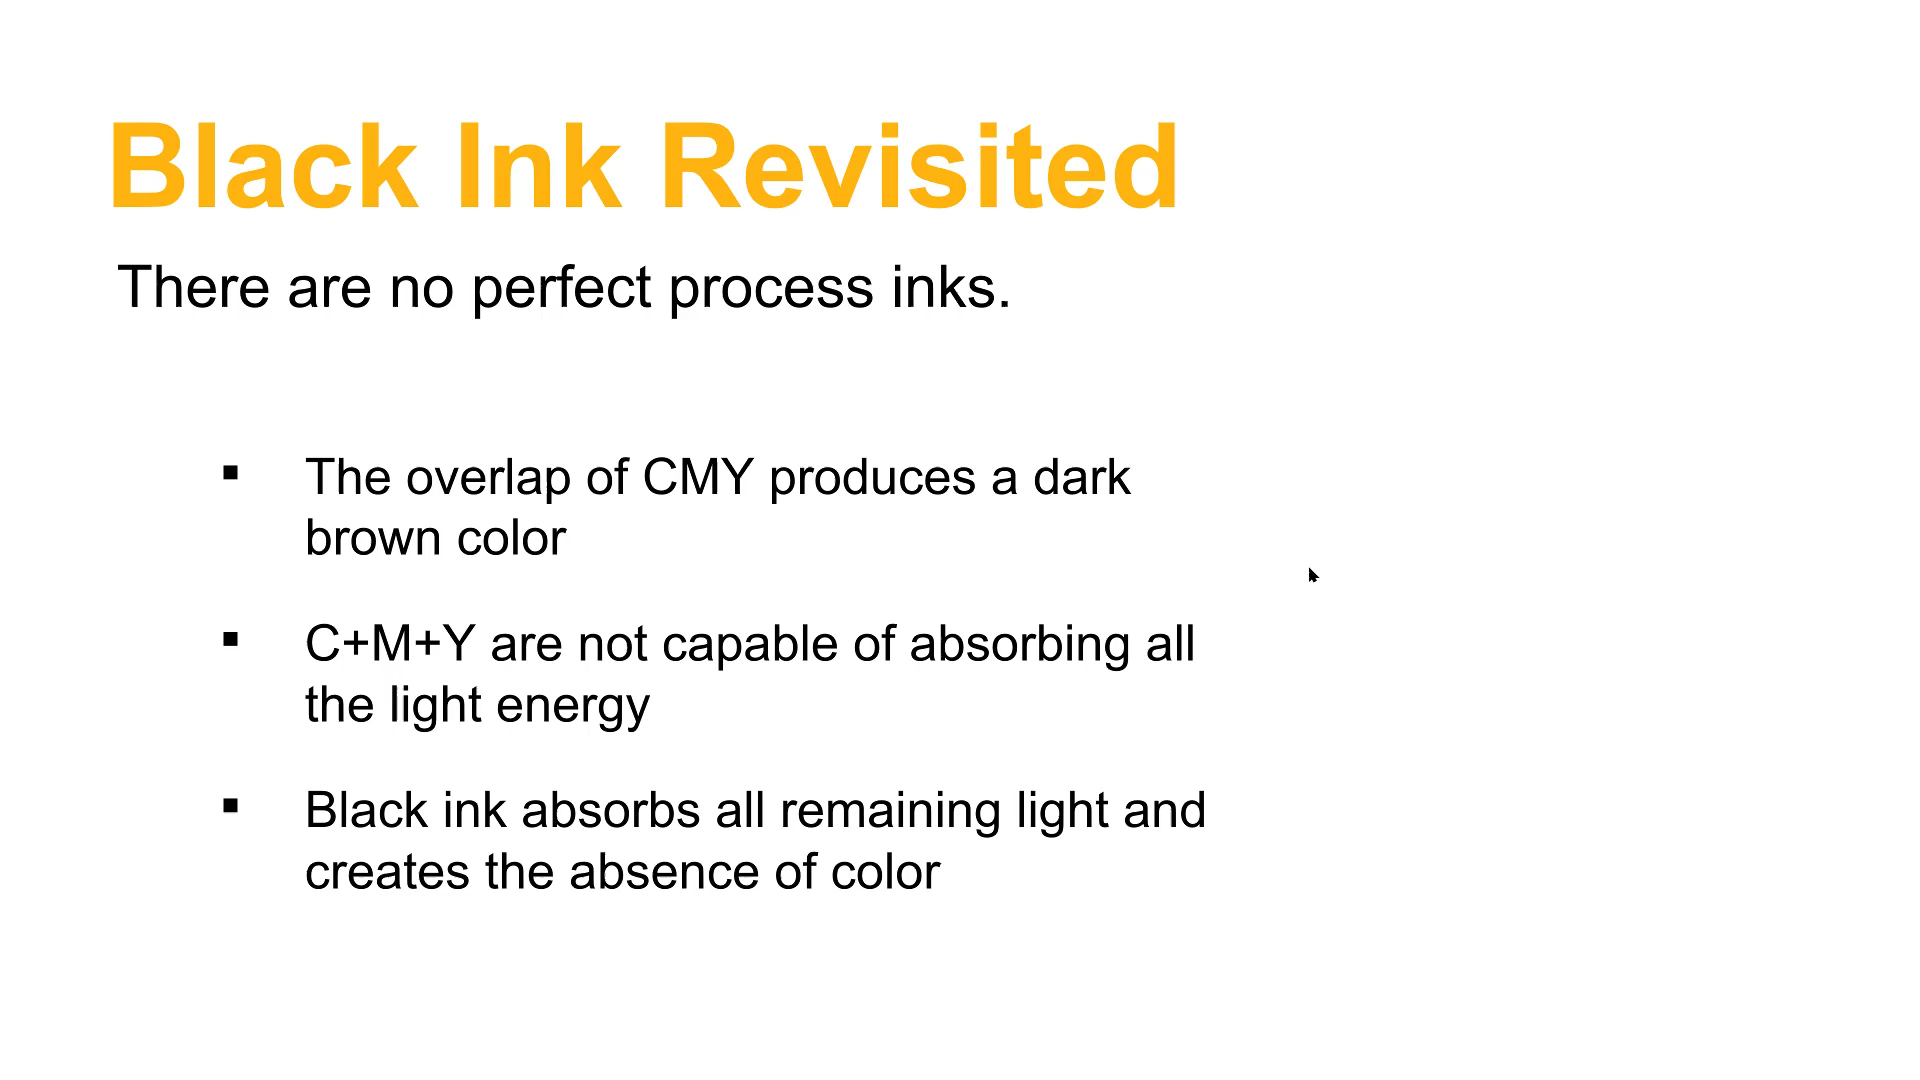 Black Ink Revisited
There are no perfect process inks.
▪ The overlap of CMY produces a dark
brown color
▪ C+M+Y are not capable of absorbing all
the light energy
▪ Black ink absorbs all remaining light and
creates the absence of color